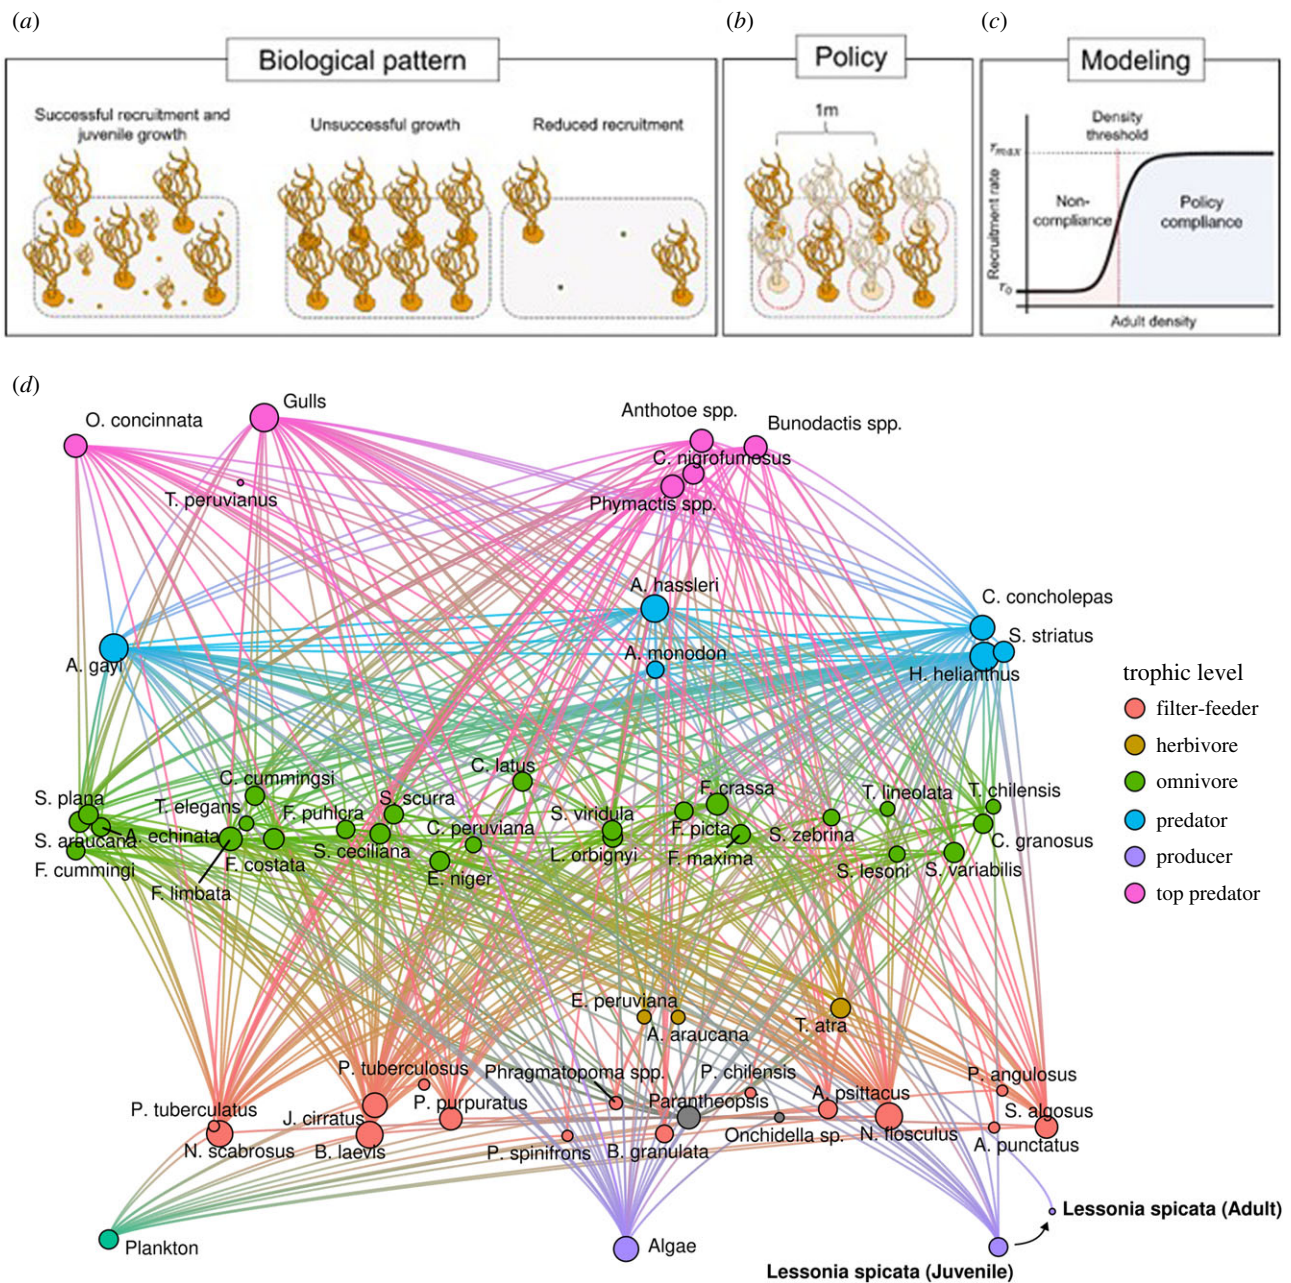 (a)
(b)
(c)
Biological pattern
Policy
Modeling
Successful recruitment and
juvenile growth
Unsuccessful growth
Reduced recruitment
1m
Density
threshold
rmax
Non-
compliance
Policy
compliance
r0
Recruitment rate
Adult density
(d)
O. concinnata
Gulls
Anthotoe spp.
Bunodactis spp.
C. nigrofumosus
T. peruvianus
Phymactis spp.
A. hassleri
C. concholepas
S. striatus
A. gayi
A. monodon
H. helianthus
trophic level
filter-feeder
herbivore
omnivore
predator
producer
top predator
C. cummingsi
C. latus
S. plana
T. elegans
F. puhlcra
S. scurra
S. viridula
F. crassa
T. lineolata
T. chilensis
S. araucana
A. echinata
F. costata
S. ceciliana
C. peruviana
L. orbignyi
F. picta
F. maxima
S. zebrina
C. granosus
F. cummingi
F. limbata
E. niger
S. lesoni
S. variabilis
E. peruviana
A. araucana
T. atra
P. tuberculosus
Phragmatopoma spp.
P. chilensis
P. angulosus
P. tuberculatus
J. cirratus
P. purpuratus
Parantheopsis
A. psittacus
S. algosus
N. scabrosus
B. laevis
P. spinifrons
B. granulata
Onchidella sp.
N. flosculus
A. punctatus
Lessonia spicata (Adult)
Plankton
Algae
Lessonia spicata (Juvenile)